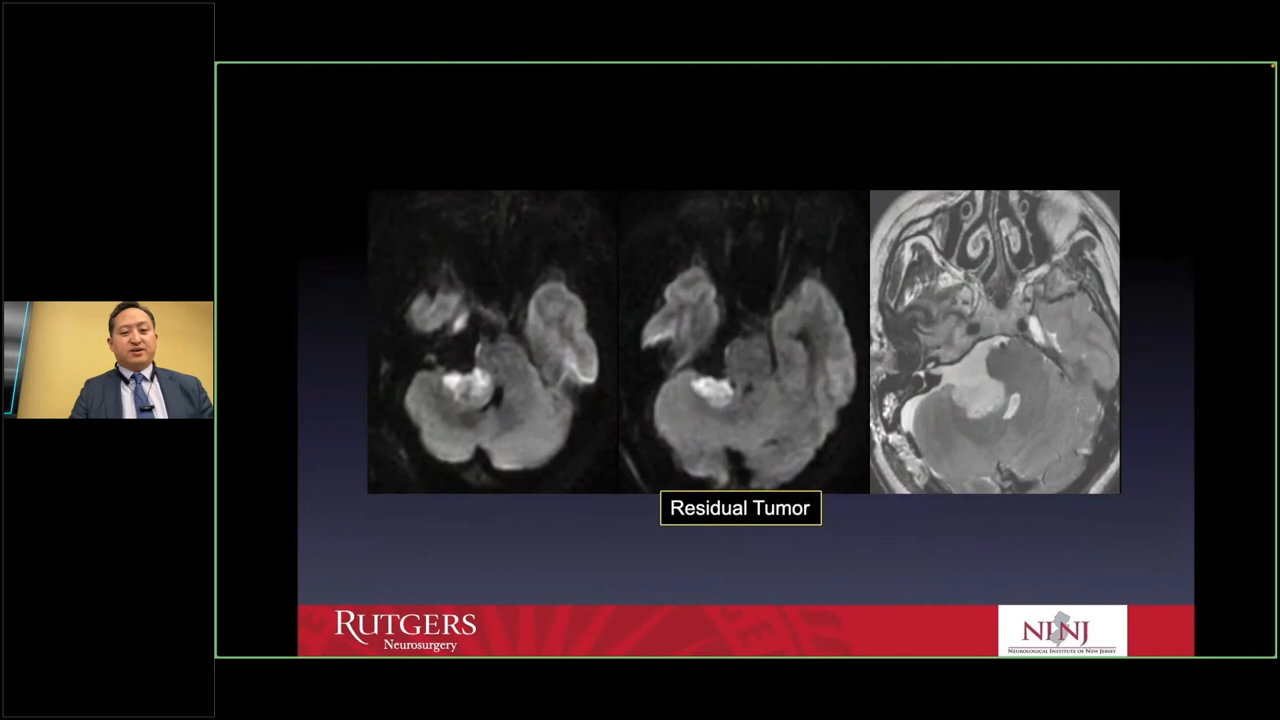 Residual Tumor
RUTGERS
Neurosurgery
NINJ
NEUROLOGICAL INSTITUTE OF NEW JERSEY